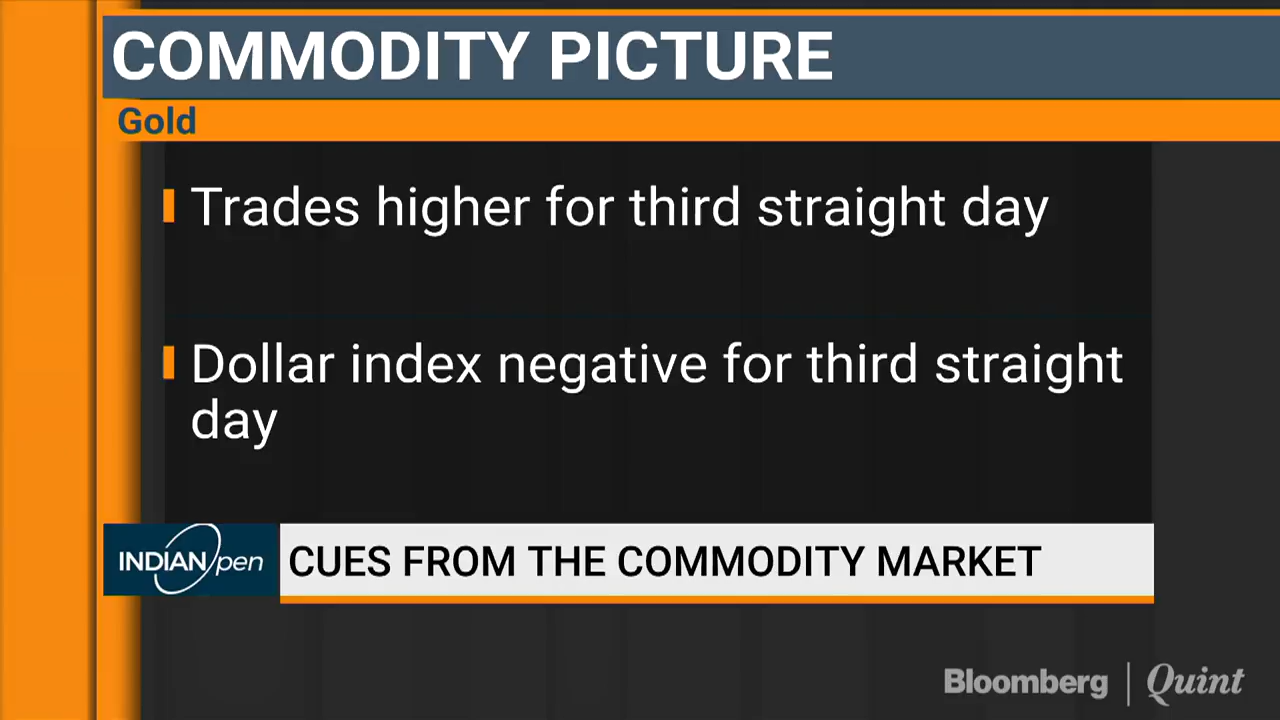 COMMODITY PICTURE
Gold
Trades higher for third straight day
Dollar index negative for third straight
day
INDIAN Open CUES FROM THE COMMODITY MARKET
Bloomberg | Quint